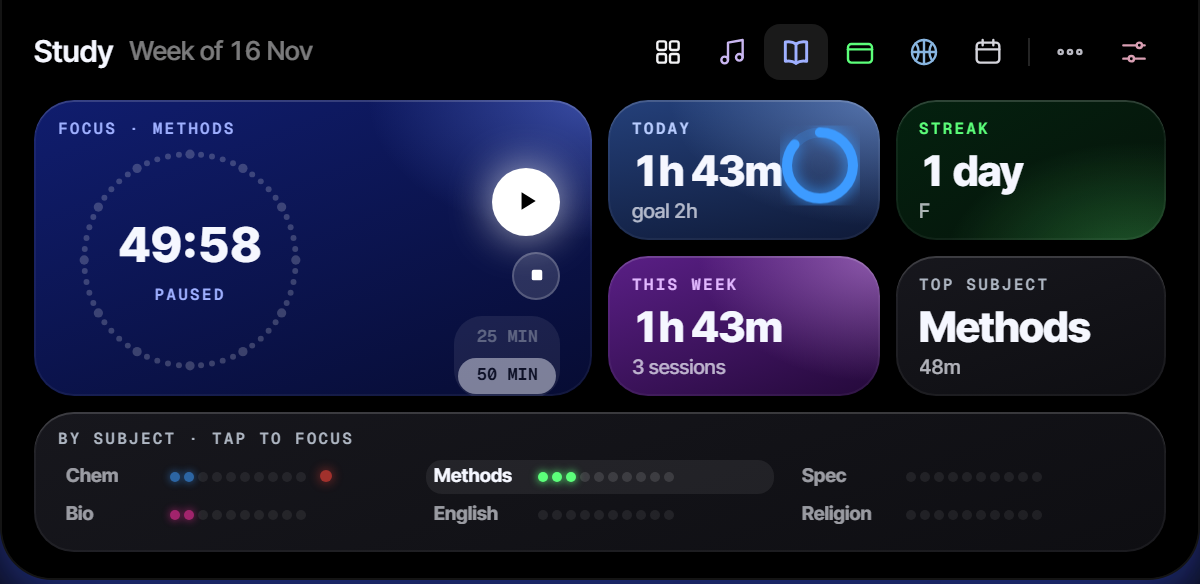 Study Week of 16 Nov
FOCUS · METHODS
49:58
PAUSED
25 MIN
50 MIN
TODAY
1h 43m
goal 2h
STREAK
1 day
F
THIS WEEK
1h 43m
3 sessions
TOP SUBJECT
Methods
48m
BY SUBJECT · TAP TO FOCUS
Chem
Methods
Spec
Bio
English
Religion